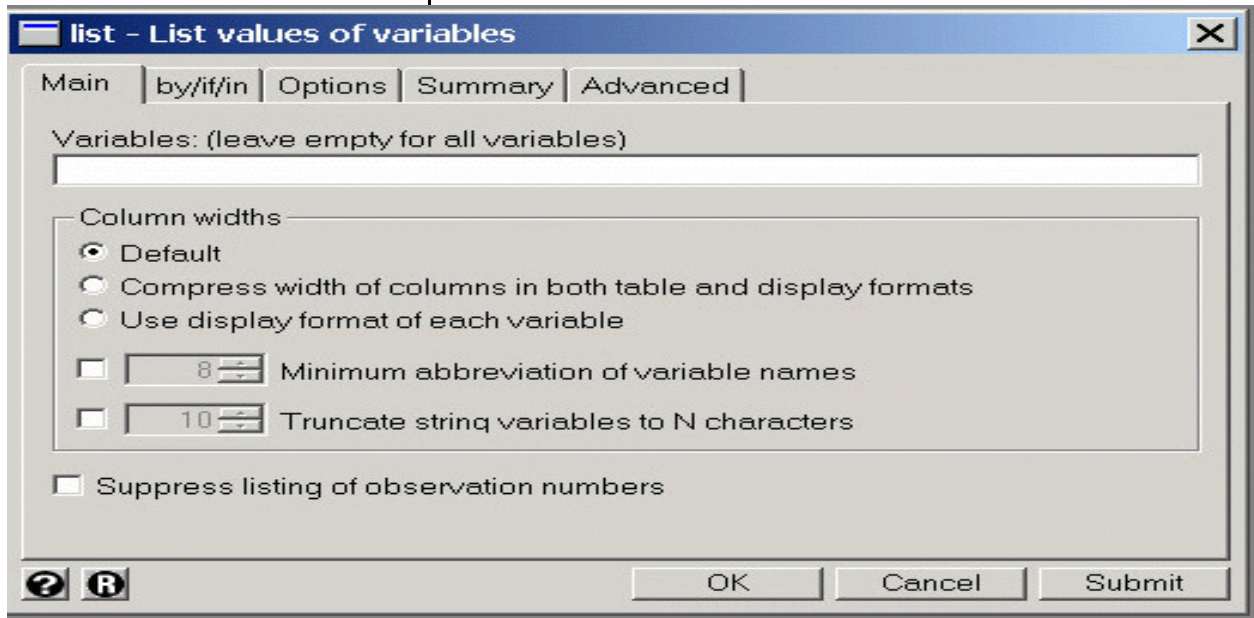 list - List values of variables
Main by/if/in Options Summary Advanced
Variables: (leave empty for all variables)
Column widths
Default
Compress width of columns in both table and display formats
Use display format of each variable
8 Minimum abbreviation of variable names
10 Truncate string variables to N characters
Suppress listing of observation numbers
? R OK Cancel Submit